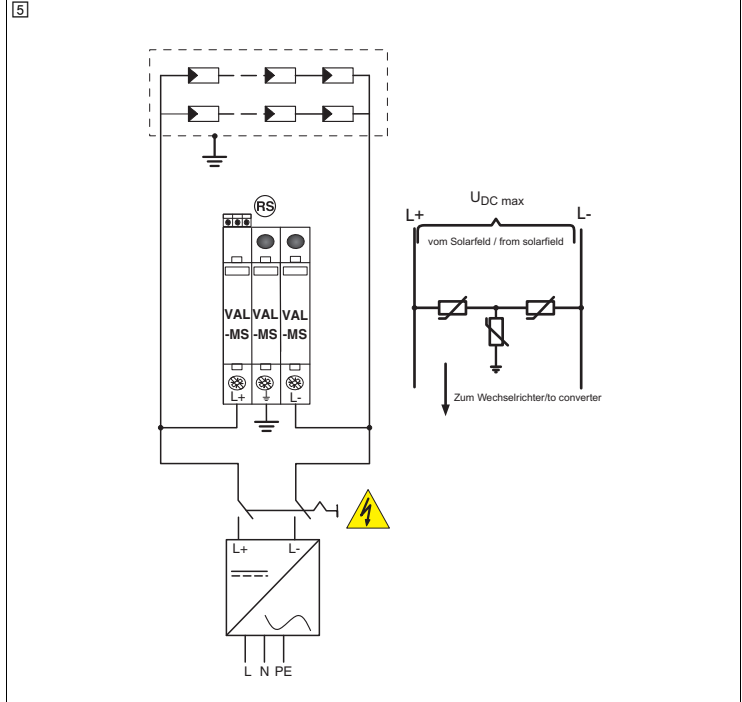 5
RS
VAL
-MS
VAL
-MS
VAL
-MS
L+
L-
L+
L-
L N PE
UDC max
L+
L-
vom Solarfeld / from solarfield
Zum Wechselrichter/to converter